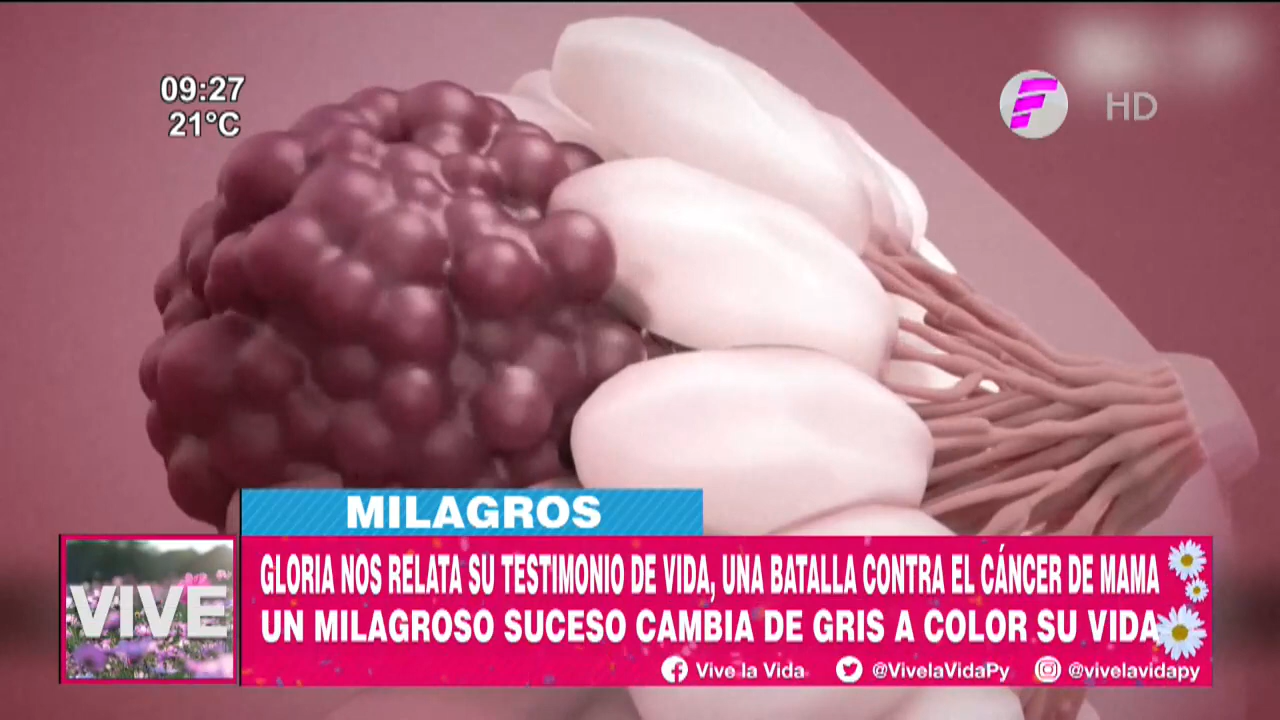 09:27
21°C
HD
MILAGROS
VIVE
GLORIA NOS RELATA SU TESTIMONIO DE VIDA, UNA BATALLA CONTRA EL CÁNCER DE MAMA
UN MILAGROSO SUCESO CAMBIA DE GRIS A COLOR SU VIDA
Vive la Vida @VivelaVidaPy @vivelavidapy